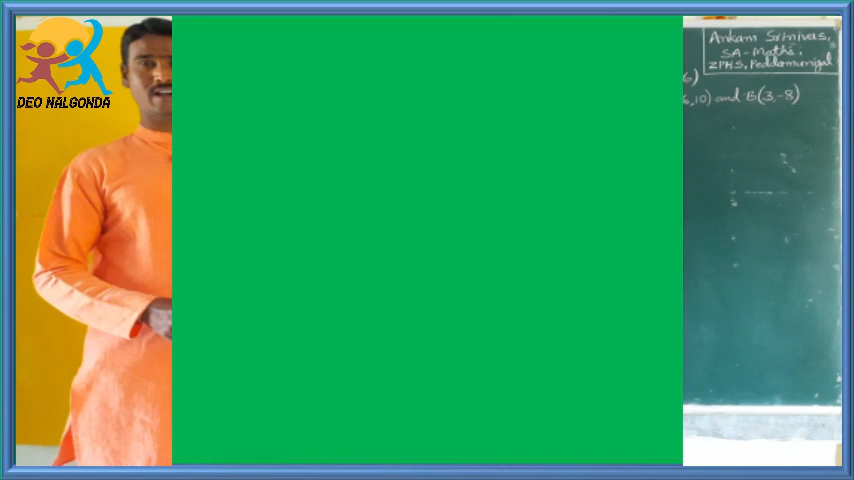 DEO NALGONDA
Ankam Srinivas,
SA-Maths,
ZPHS, Peddamunigal
6)
6,10) and B(3,-8)